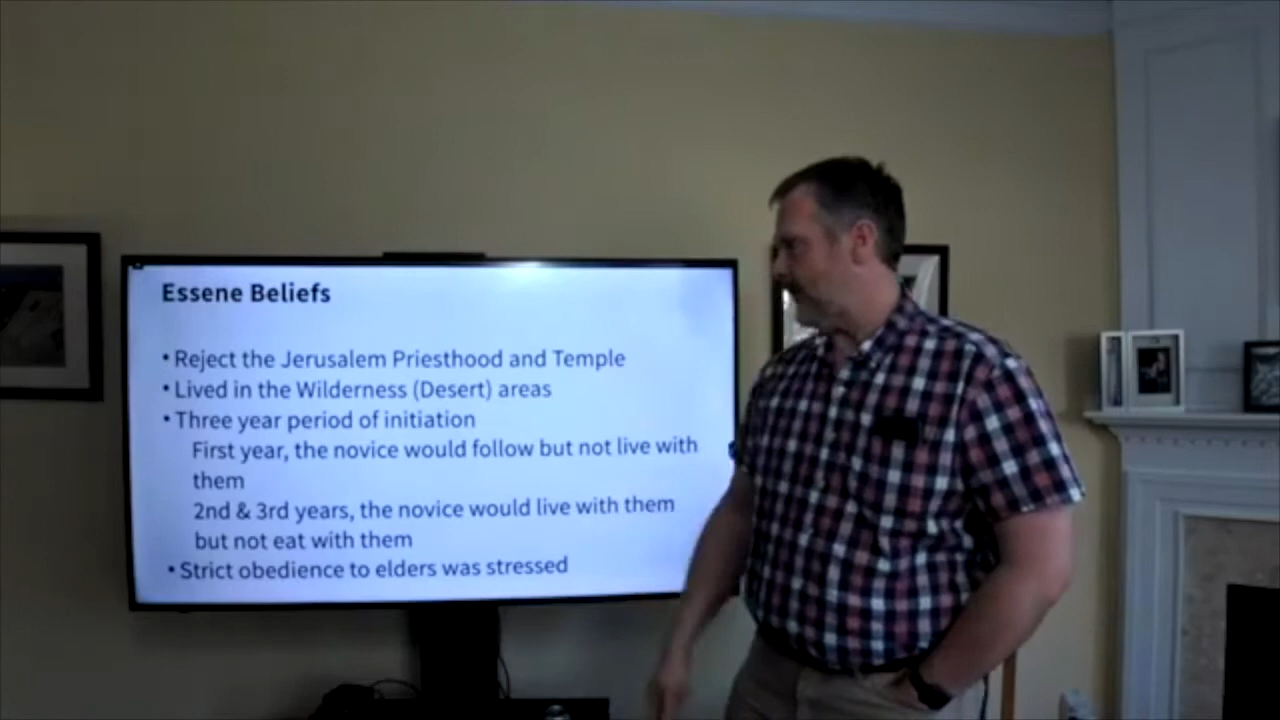 Essene Beliefs
• Reject the Jerusalem Priesthood and Temple
• Lived in the Wilderness (Desert) areas
• Three year period of initiation
First year, the novice would follow but not live with
them
2nd & 3rd years, the novice would live with them
but not eat with them
• Strict obedience to elders was stressed